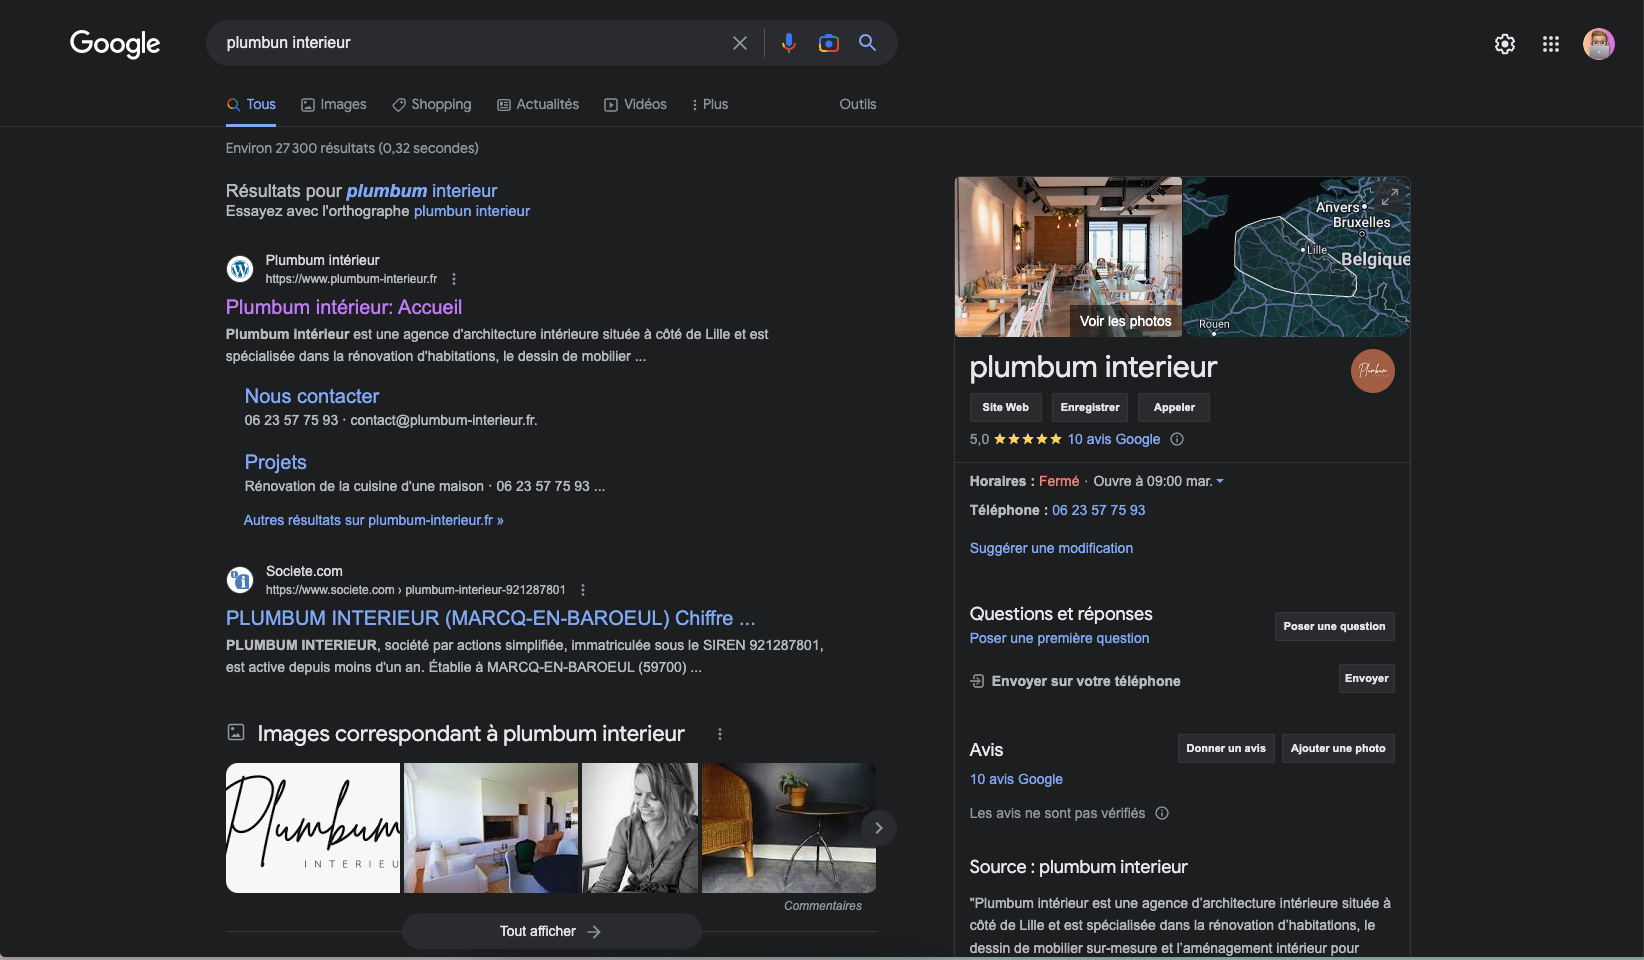 Google
plumbun interieur
Tous
Images
Shopping
Actualités
Vidéos
Plus
Outils
Environ 27 300 résultats (0,32 secondes)
Résultats pour plumbum interieur
Essayez avec l'orthographe plumbun interieur
Plumbum intérieur
https://www.plumbum-interieur.fr
Plumbum intérieur: Accueil
Plumbum intérieur est une agence d'architecture intérieure située à côté de Lille et est
spécialisée dans la rénovation d'habitations, le dessin de mobilier ...
Nous contacter
06 23 57 75 93 · contact@plumbum-interieur.fr.
Projets
Rénovation de la cuisine d'une maison · 06 23 57 75 93 ...
Autres résultats sur plumbum-interieur.fr »
Societe.com
https://www.societe.com › plumbum-interieur-921287801
PLUMBUM INTERIEUR (MARCQ-EN-BAROEUL) Chiffre ...
PLUMBUM INTERIEUR, société par actions simplifiée, immatriculée sous le SIREN 921287801,
est active depuis moins d'un an. Établie à MARCQ-EN-BAROEUL (59700) ...
Images correspondant à plumbum interieur
Plumbum
INTERIEU
Commentaires
Tout afficher
Voir les photos
Anvers
Bruxelles
Lille
Belgique
Rouen
plumbum interieur
Plumbum
Site Web
Enregistrer
Appeler
5,0 10 avis Google
Horaires : Fermé · Ouvre à 09:00 mar.
Téléphone : 06 23 57 75 93
Suggérer une modification
Questions et réponses
Poser une première question
Poser une question
Envoyer sur votre téléphone
Envoyer
Avis
Donner un avis
Ajouter une photo
10 avis Google
Les avis ne sont pas vérifiés
Source : plumbum interieur
"Plumbum intérieur est une agence d'architecture intérieure située à
côté de Lille et est spécialisée dans la rénovation d'habitations, le
dessin de mobilier sur-mesure et l'aménagement intérieur pour